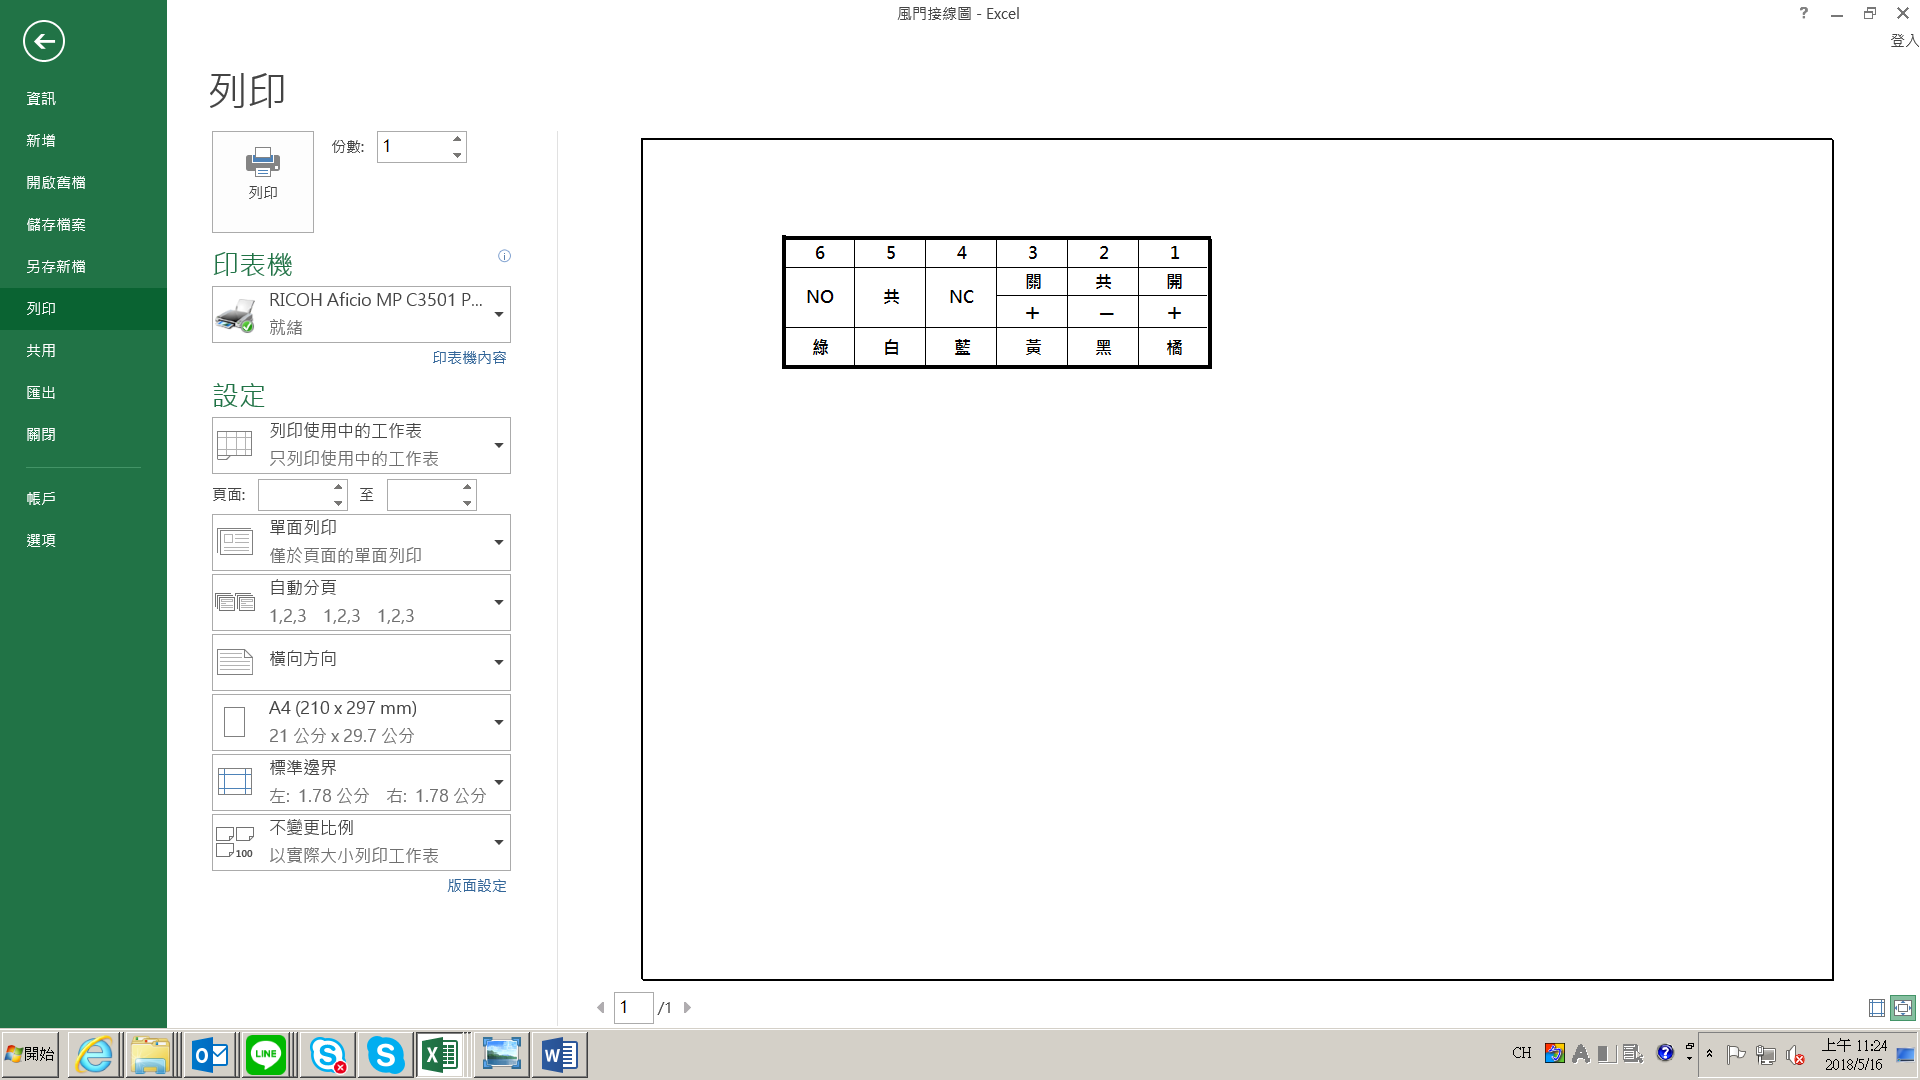 風門接線圖 - Excel
?
登入
資訊
新增
開啟舊檔
儲存檔案
另存新檔
列印
共用
匯出
關閉
帳戶
選項
列印
列印
份數: 1
印表機
RICOH Aficio MP C3501 P...
就緒
印表機內容
設定
列印使用中的工作表
只列印使用中的工作表
頁面: 至
單面列印
僅於頁面的單面列印
自動分頁
1,2,3 1,2,3 1,2,3
橫向方向
A4 (210 x 297 mm)
21 公分 x 29.7 公分
標準邊界
左: 1.78 公分 右: 1.78 公分
100
不變更比例
以實際大小列印工作表
版面設定
6 5 4 3 2 1
NO 共 NC 關 共 開
+ − +
綠 白 藍 黃 黑 橘
1 /1
開始
LINE
CH
上午 11:24
2018/5/16